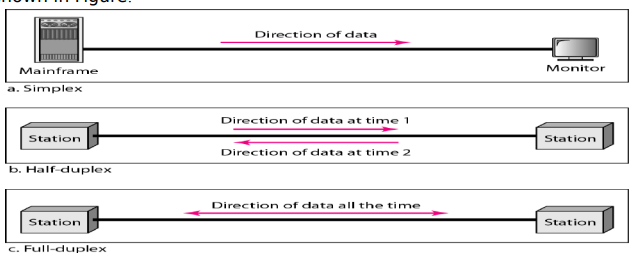 shown in Figure.
Direction of data
Mainframe
Monitor
a. Simplex
Direction of data at time 1
Station
Station
Direction of data at time 2
b. Half-duplex
Direction of data all the time
Station
Station
c. Full-duplex